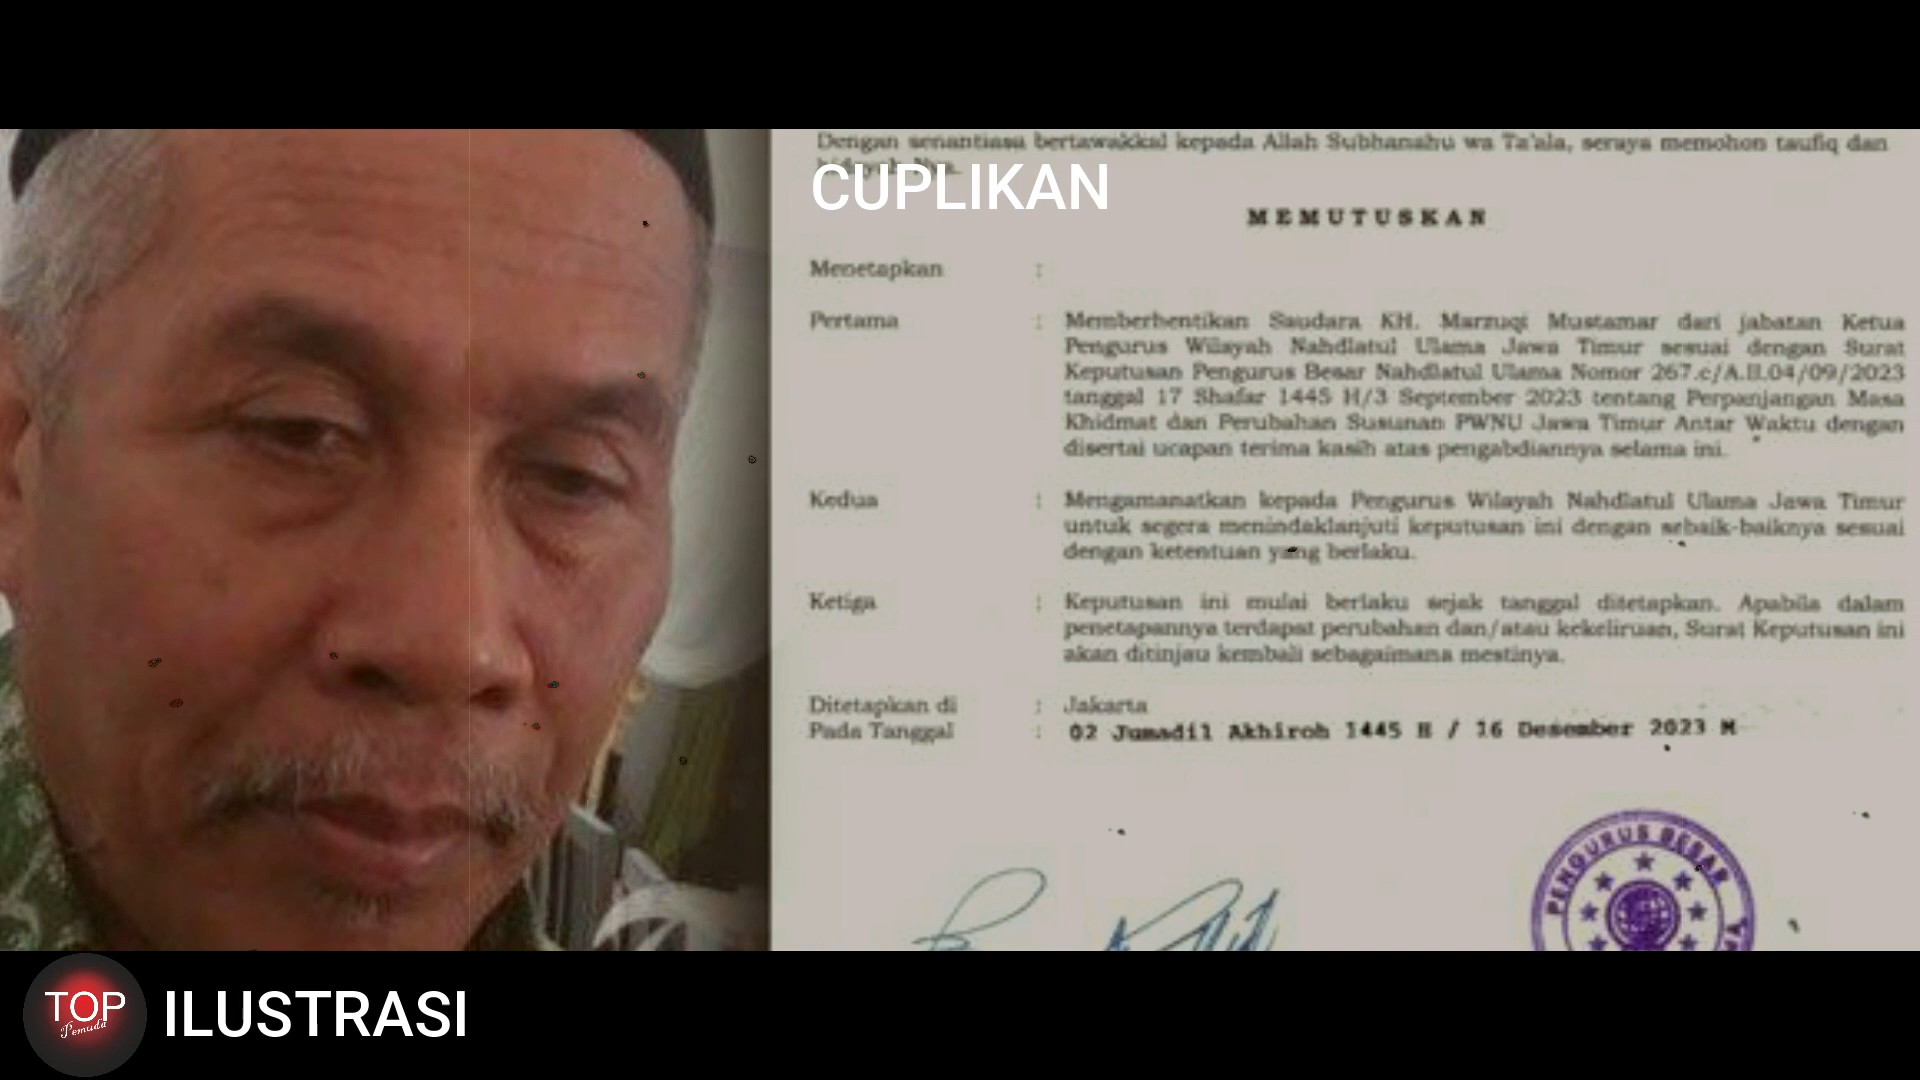 Dengan senantiasa bertawakkal kepada Allah Subhanahu wa Ta'ala, seraya memohon taufiq dan
CUPLIKAN
MEMUTUSKAN
Menetapkan :
Pertama : Memberhentikan Saudara KH. Marzuqi Mustamar dari jabatan Ketua
Pengurus Wilayah Nahdlatul Ulama Jawa Timur sesuai dengan Surat
Keputusan Pengurus Besar Nahdlatul Ulama Nomor 267.c/A.II.04/09/2023
tanggal 17 Shafar 1445 H/3 September 2023 tentang Perpanjangan Masa
Khidmat dan Perubahan Susunan PWNU Jawa Timur Antar Waktu dengan
disertai ucapan terima kasih atas pengabdiannya selama ini.
Kedua : Mengamanatkan kepada Pengurus Wilayah Nahdlatul Ulama Jawa Timur
untuk segera menindaklanjuti keputusan ini dengan sebaik-baiknya sesuai
dengan ketentuan yang berlaku.
Ketiga : Keputusan ini mulai berlaku sejak tanggal ditetapkan. Apabila dalam
penetapannya terdapat perubahan dan/atau kekeliruan, Surat Keputusan ini
akan ditinjau kembali sebagaimana mestinya.
Ditetapkan di : Jakarta
Pada Tanggal : 02 Jumadil Akhiroh 1445 H / 16 Desember 2023 M
PENGURUS BESAR
TOP
Pemuda
ILUSTRASI